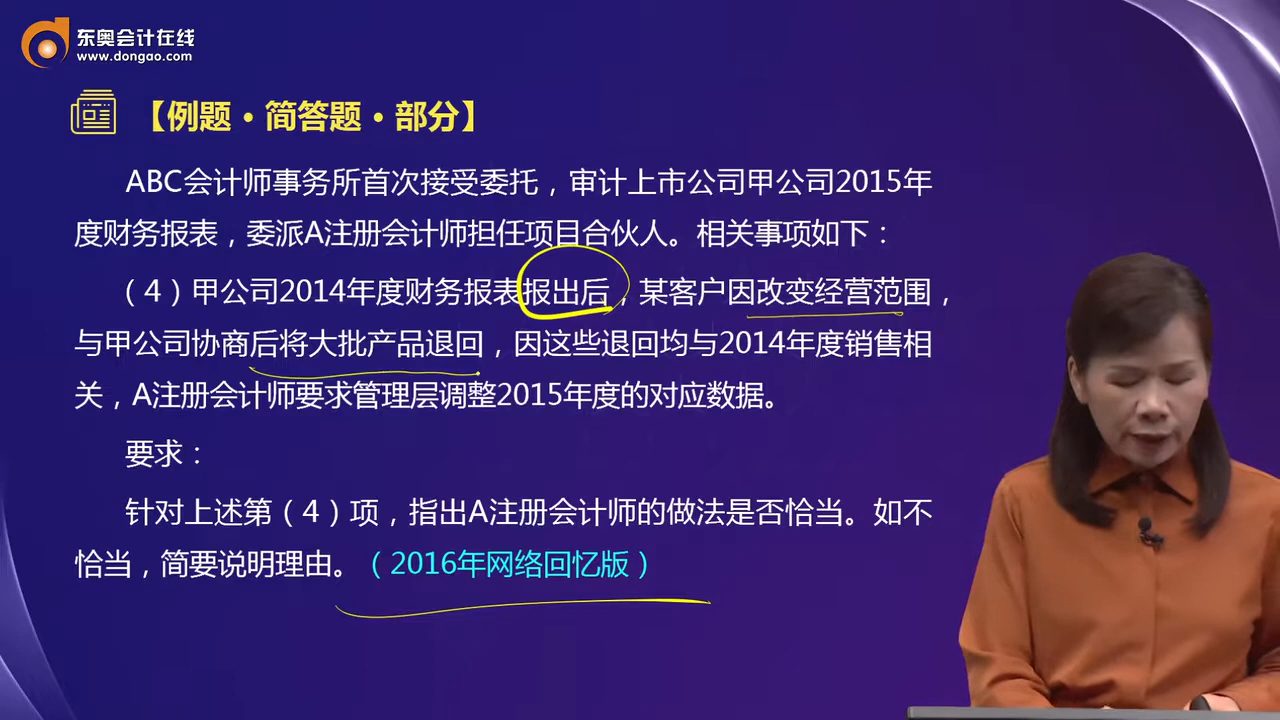 东奥会计在线
www.dongao.com
【例题·简答题·部分】
ABC会计师事务所首次接受委托，审计上市公司甲公司2015年
度财务报表，委派A注册会计师担任项目合伙人。相关事项如下：
（4）甲公司2014年度财务报表报出后，某客户因改变经营范围，
与甲公司协商后将大批产品退回，因这些退回均与2014年度销售相
关，A注册会计师要求管理层调整2015年度的对应数据。
要求：
针对上述第（4）项，指出A注册会计师的做法是否恰当。如不
恰当，简要说明理由。（2016年网络回忆版）